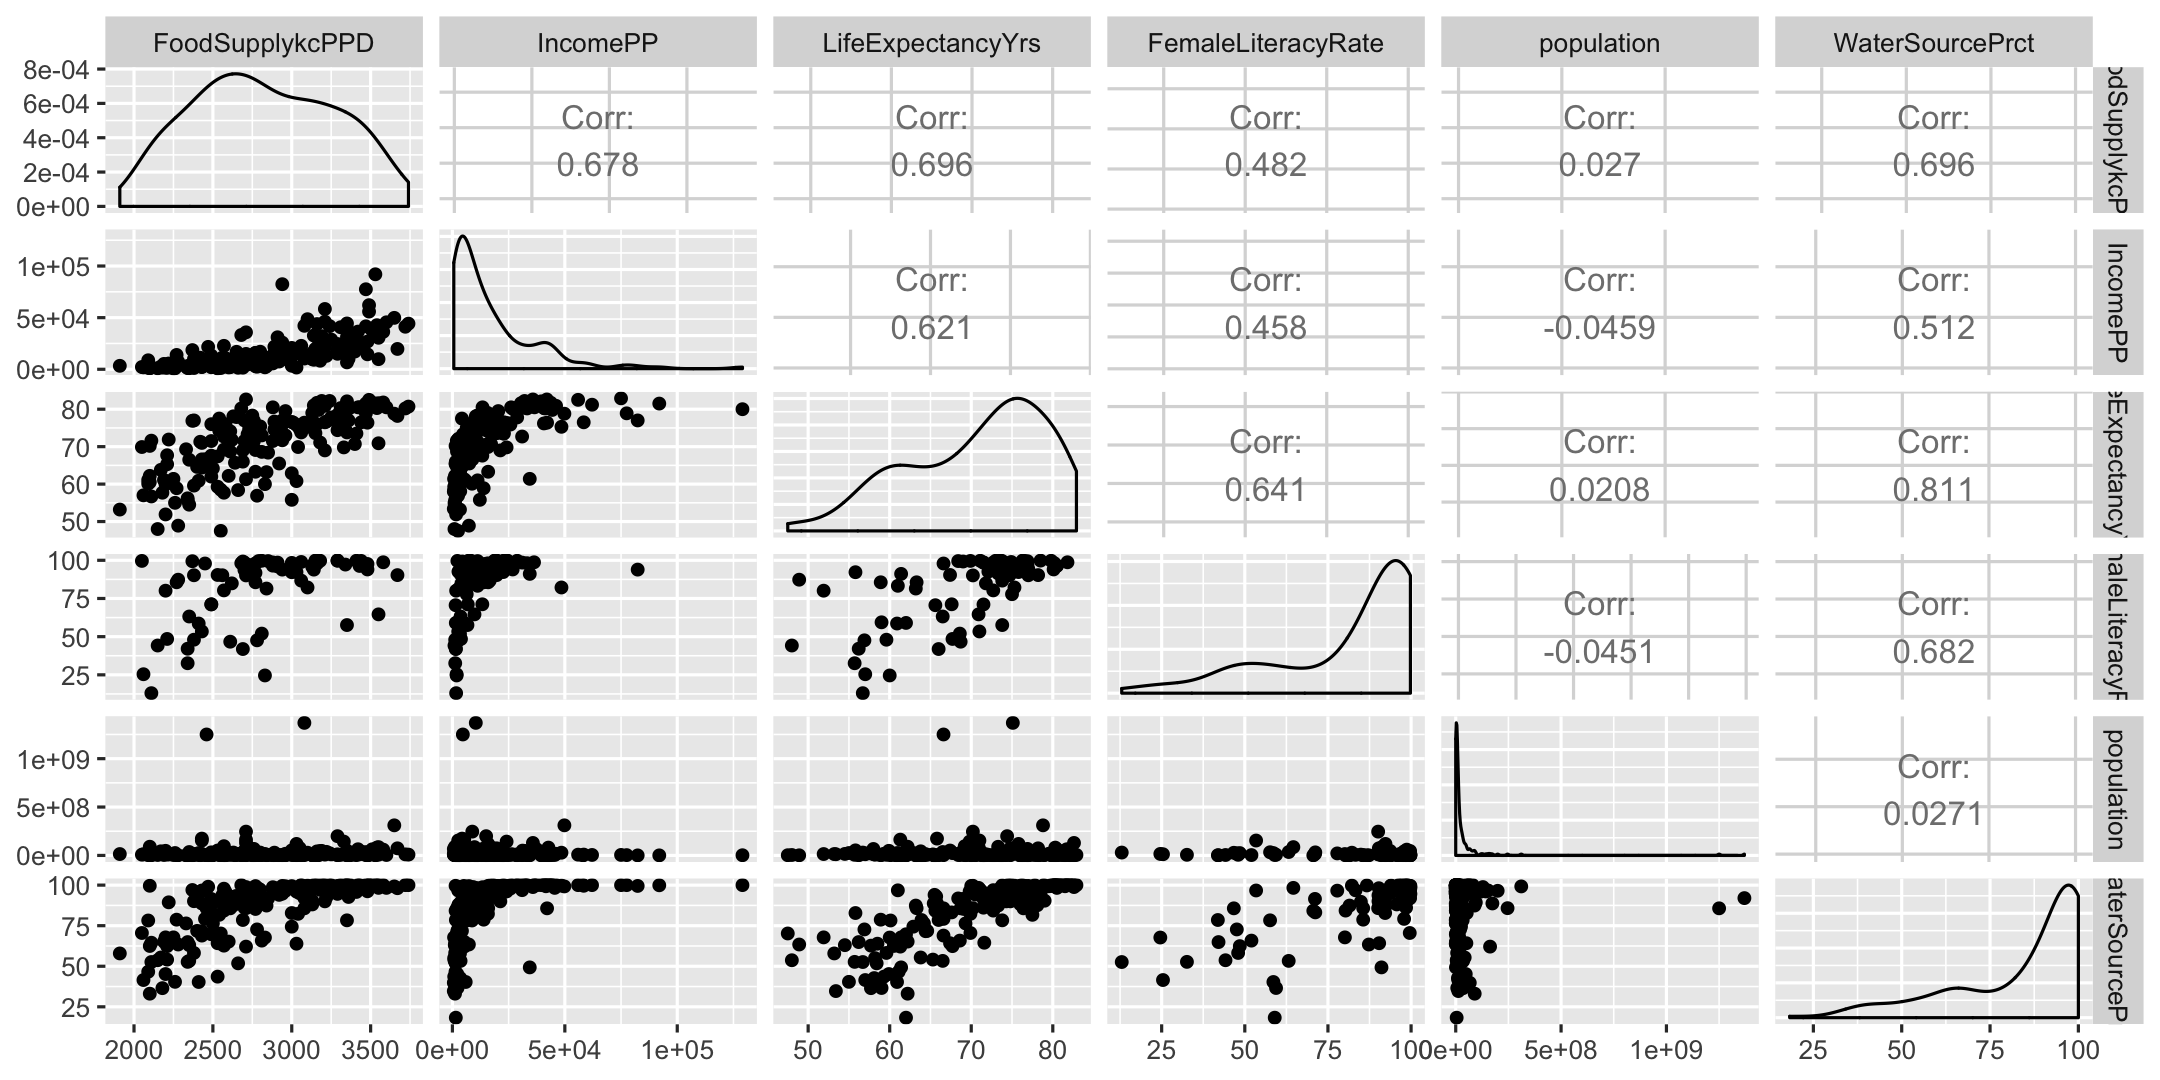 FoodSupplykcPPD IncomePP LifeExpectancyYrs FemaleLiteracyRate population WaterSourcePrct
8e-04
6e-04
4e-04
2e-04
0e+00
Corr:
0.678
Corr:
0.696
Corr:
0.482
Corr:
0.027
Corr:
0.696
odSupplykcP
1e+05
5e+04
0e+00
Corr:
0.621
Corr:
0.458
Corr:
-0.0459
Corr:
0.512
IncomePP
80
70
60
50
Corr:
0.641
Corr:
0.0208
Corr:
0.811
eExpectancy
100
75
50
25
Corr:
-0.0451
Corr:
0.682
naleLiteracyF
1e+09
5e+08
0e+00
Corr:
0.0271
population
100
75
50
25
aterSourceP
2000 2500 3000 3500 0e+00 5e+04 1e+05 50 60 70 80 25 50 75 100 0e+00 5e+08 1e+09 25 50 75 100